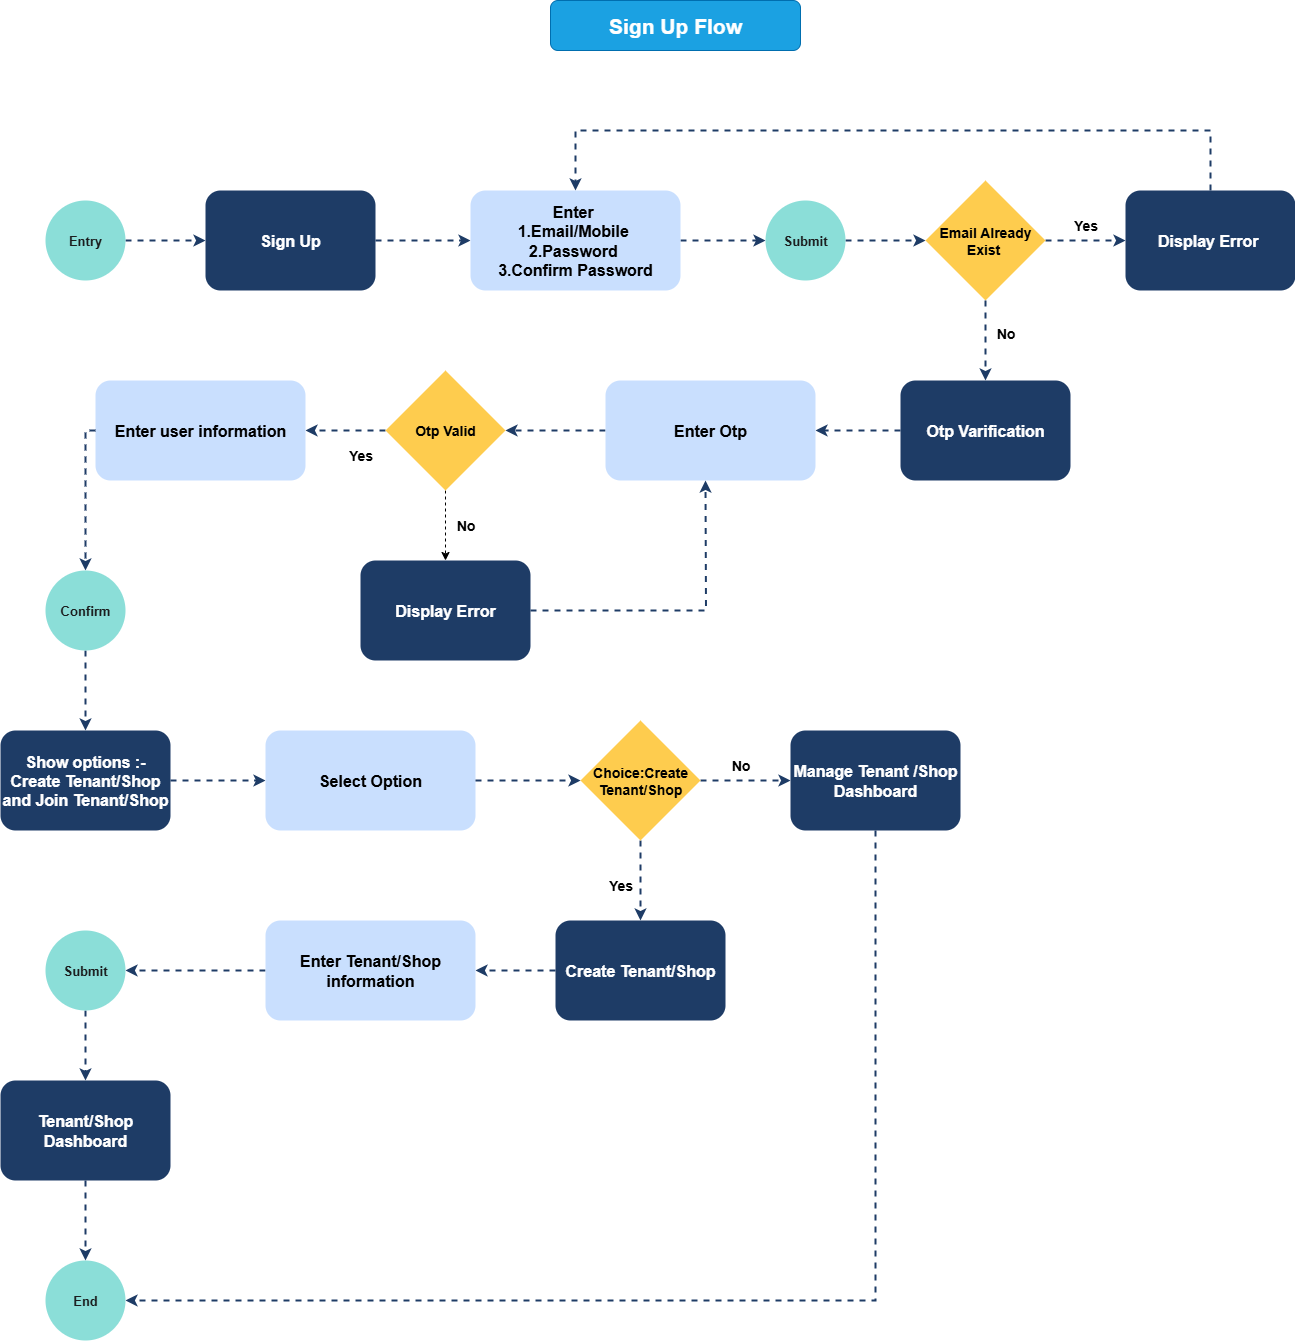 Sign Up Flow
Entry
Sign Up
Enter
1.Email/Mobile
2.Password
3.Confirm Password
Submit
Email Already
Exist
Yes
Display Error
No
Enter user information
Otp Valid
Enter Otp
Otp Varification
Yes
No
Confirm
Display Error
Show options :-
Create Tenant/Shop
and Join Tenant/Shop
Select Option
Choice:Create
Tenant/Shop
No
Manage Tenant /Shop
Dashboard
Yes
Submit
Enter Tenant/Shop
information
Create Tenant/Shop
Tenant/Shop
Dashboard
End